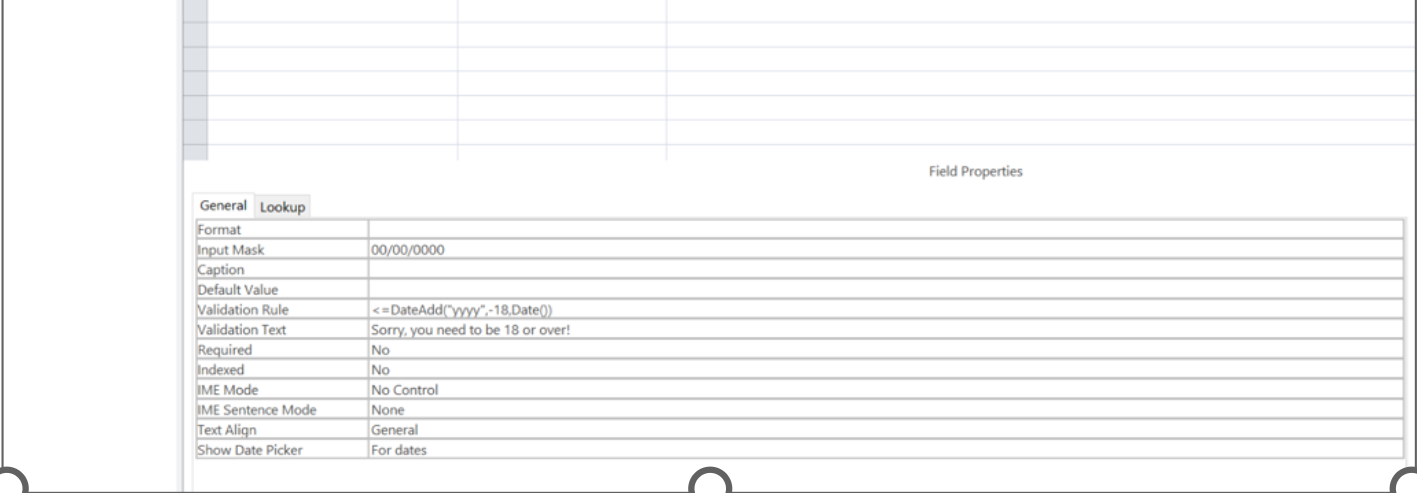 Field Properties
General Lookup
Format
Input Mask 00/00/0000
Caption
Default Value
Validation Rule <=DateAdd("yyyy",-18,Date())
Validation Text Sorry, you need to be 18 or over!
Required No
Indexed No
IME Mode No Control
IME Sentence Mode None
Text Align General
Show Date Picker For dates